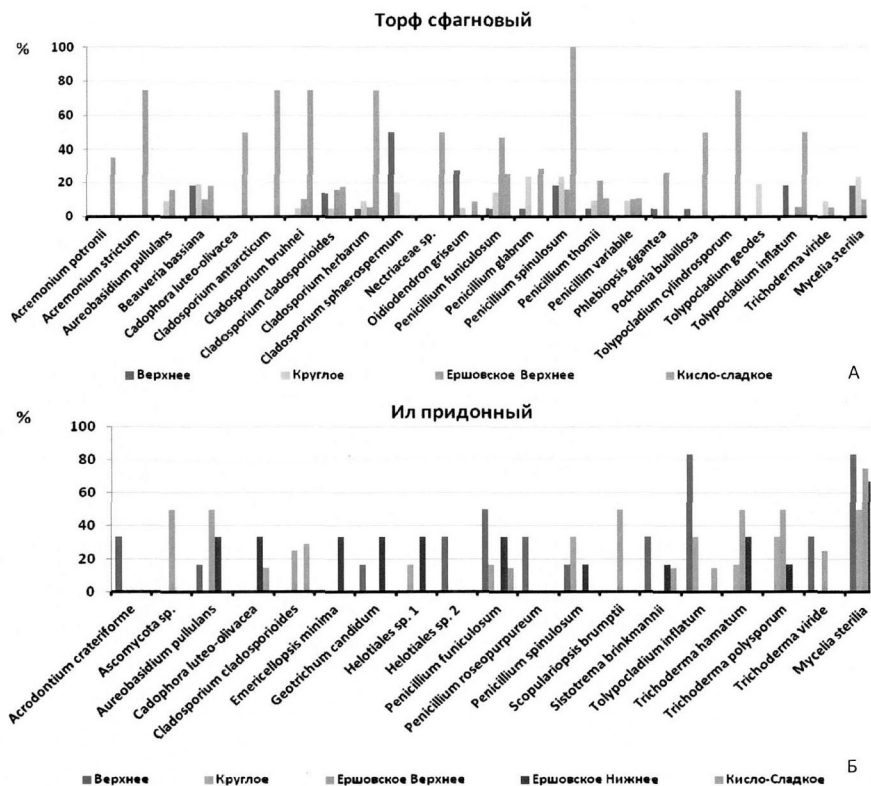 Торф сфагновый
%
100
80
60
40
20
0
Acremonium potronii
Acremonium strictum
Aureobasidium pullulans
Beauveria bassiana
Cadophora luteo-olivacea
Cladosporium antarcticum
Cladosporium bruhnei
Cladosporium cladosporioides
Cladosporium herbarum
Cladosporium sphaerospermum
Nectriaceae sp.
Oidiodendron griseum
Penicillium funiculosum
Penicillium glabrum
Penicillium spinulosum
Penicillium thomii
Penicillim variabile
Phlebiopsis gigantea
Pochonia bulbillosa
Tolypocladium cylindrosporum
Tolypocladium geodes
Tolypocladium inflatum
Trichoderma viride
Mycelia sterilia
Верхнее Круглое Ершовское Верхнее Кисло-сладкое
А
Ил придонный
%
100
80
60
40
20
0
Acrodontium crateriforme
Ascomycota sp.
Aureobasidium pullulans
Cadophora luteo-olivacea
Cladosporium cladosporioides
Emericellopsis minima
Geotrichum candidum
Helotiales sp. 1
Helotiales sp. 2
Penicillium funiculosum
Penicillium roseopurpureum
Penicillium spinulosum
Scopulariopsis brumptii
Sistotrema brinkmannii
Tolypocladium inflatum
Trichoderma hamatum
Trichoderma polysporum
Trichoderma viride
Mycelia sterilia
Верхнее Круглое Ершовское Верхнее Ершовское Нижнее Кисло-Сладкое
Б